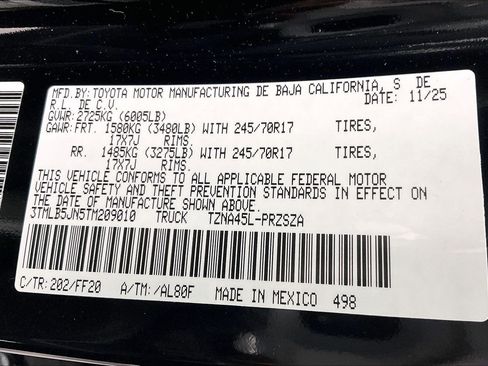 MFD.BY:TOYOTA MOTOR MANUFACTURING DE BAJA CALIFORNIA, S DE
R.L. DE C.V. DATE: 11/25
GVWR:2725KG (6005LB)
GAWR:FRT. 1580KG (3480LB) WITH 245/70R17 TIRES,
17X7J RIMS.
RR. 1485KG (3275LB) WITH 245/70R17 TIRES,
17X7J RIMS.
THIS VEHICLE CONFORMS TO ALL APPLICABLE FEDERAL MOTOR
VEHICLE SAFETY AND THEFT PREVENTION STANDARDS IN EFFECT ON
THE DATE OF MANUFACTURE SHOWN ABOVE.
3TMLB5JN5TM209010 TRUCK TZNA45L-PRZSZA
C/TR:202/FF20 A/TM:/AL80F MADE IN MEXICO 498